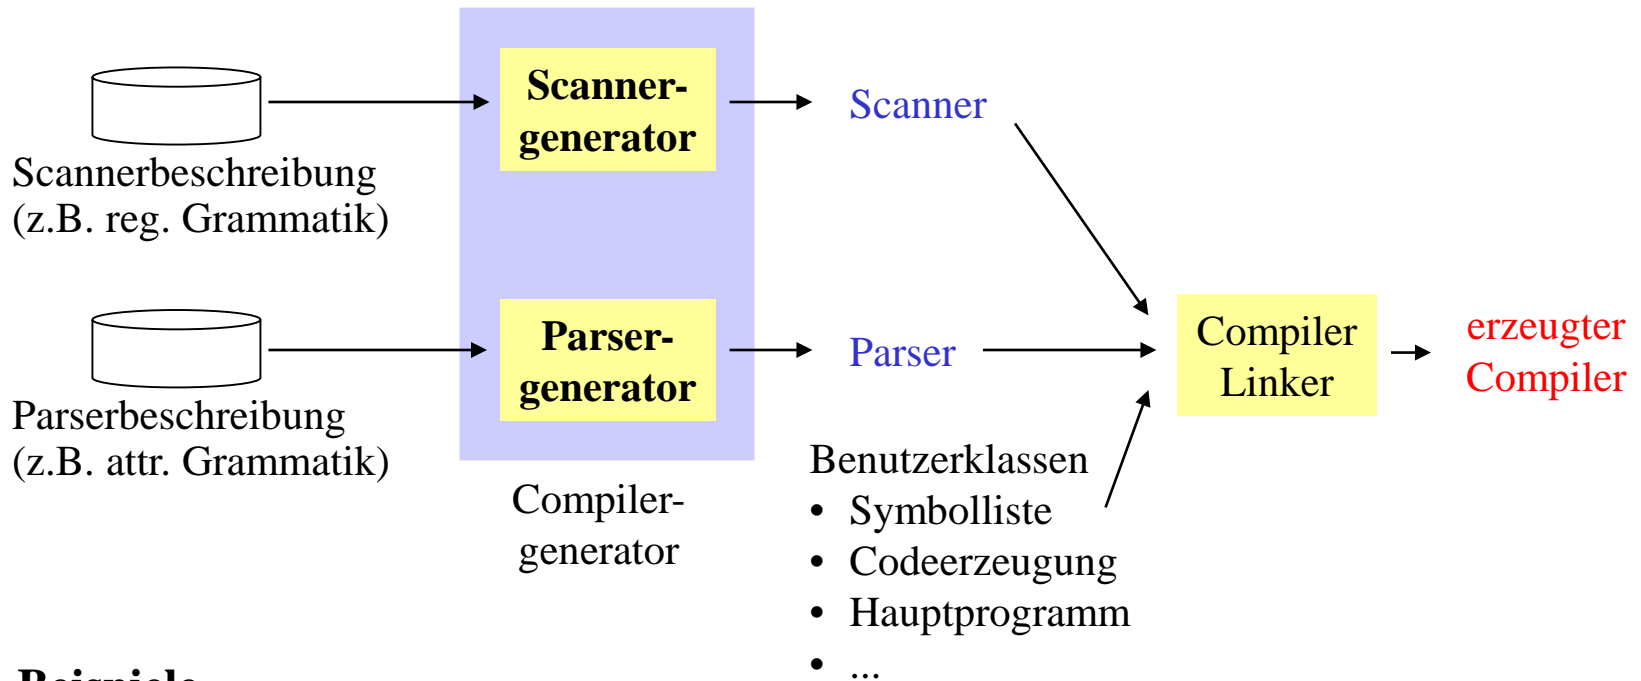 Scanner-
generator
Scanner
Scannerbeschreibung
(z.B. reg. Grammatik)
Parser-
generator
Parser
Compiler
Linker
erzeugter
Compiler
Parserbeschreibung
(z.B. attr. Grammatik)
Compiler-
generator
Benutzerklassen
• Symbolliste
• Codeerzeugung
• Hauptprogramm
• ...
Beispiele